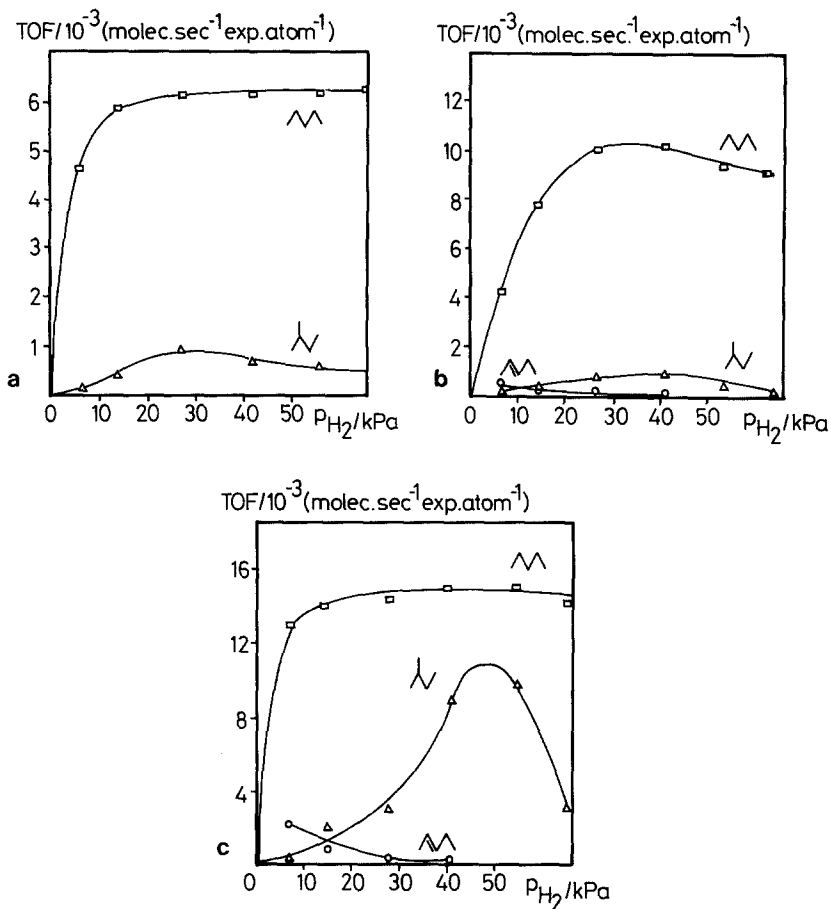 TOF/10⁻³(molec.sec⁻¹exp.atom⁻¹)
6
5
4
3
2
1
a
0 10 20 30 40 50 pH₂/kPa
TOF/10⁻³(molec.sec.⁻¹exp.atom⁻¹)
12
10
8
6
4
2
b
0 10 20 30 40 50 pH₂/kPa
TOF/10⁻³(molec.sec⁻¹exp.atom⁻¹)
16
12
8
4
c
0 10 20 30 40 50 pH₂/kPa